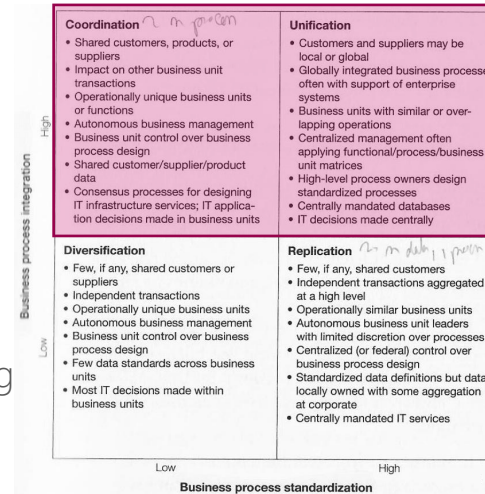 Coordination
• Shared customers, products, or
suppliers
• Impact on other business unit
transactions
• Operationally unique business units
or functions
• Autonomous business management
• Business unit control over business
process design
• Shared customer/supplier/product
data
• Consensus processes for designing
IT infrastructure services; IT applica-
tion decisions made in business units
Unification
• Customers and suppliers may be
local or global
• Globally integrated business processe
often with support of enterprise
systems
• Business units with similar or over-
lapping operations
• Centralized management often
applying functional/process/business
unit matrices
• High-level process owners design
standardized processes
• Centrally mandated databases
• IT decisions made centrally
High
Business process integration
Low
g
Diversification
• Few, if any, shared customers or
suppliers
• Independent transactions
• Operationally unique business units
• Autonomous business management
• Business unit control over business
process design
• Few data standards across business
units
• Most IT decisions made within
business units
Replication
• Few, if any, shared customers
• Independent transactions aggregated
at a high level
• Operationally similar business units
• Autonomous business unit leaders
with limited discretion over processes
• Centralized (or federal) control over
business process design
• Standardized data definitions but data
locally owned with some aggregation
at corporate
• Centrally mandated IT services
Low High
Business process standardization